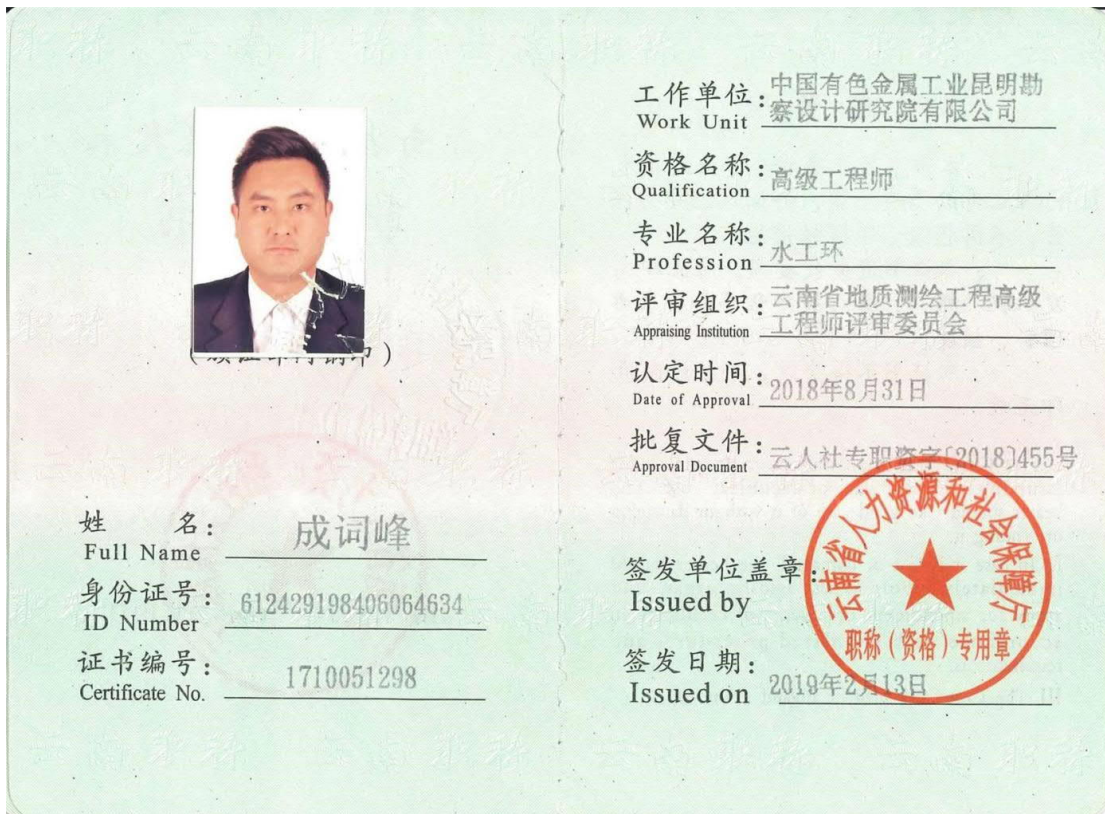 (
印)
姓 名:
Full Name
成词峰
身份证号:
ID Number
612429198406064634
证书编号:
Certificate No.
1710051298
工作单位:
Work Unit
中国有色金属工业昆明勘
察设计研究院有限公司
资格名称:
Qualification
高级工程师
专业名称:
Profession
水工环
评审组织:
Appraising Institution
云南省地质测绘工程高级
工程师评审委员会
认定时间:
Date of Approval
2018年8月31日
批复文件:
Approval Document
云人社专职资字[2018]455号
签发单位盖章:
Issued by
云南省人力资源和社会保障厅
职称(资格)专用章
签发日期:
Issued on
2019年2月13日
云南职称